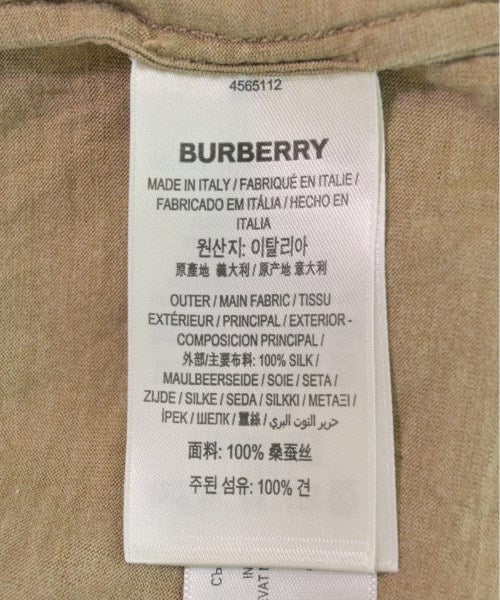 4565112
BURBERRY
MADE IN ITALY / FABRIQUÉ EN ITALIE /
FABRICADO EM ITÁLIA / HECHO EN
ITALIA
원산지: 이탈리아
原產地 義大利 / 原产地 意大利
OUTER / MAIN FABRIC / TISSU
EXTÉRIEUR / PRINCIPAL / EXTERIOR -
COMPOSICION PRINCIPAL /
外部/主要布料: 100% SILK /
MAULBEERSEIDE / SOIE / SETA /
ZIJDE / SILKE / SEDA / SILKKI / ΜΕΤΑΞΙ /
İPEK / ШЕЛК / 蠶絲 / حرير التوت البري /
面料: 100% 桑蚕丝
주된 섬유: 100% 견